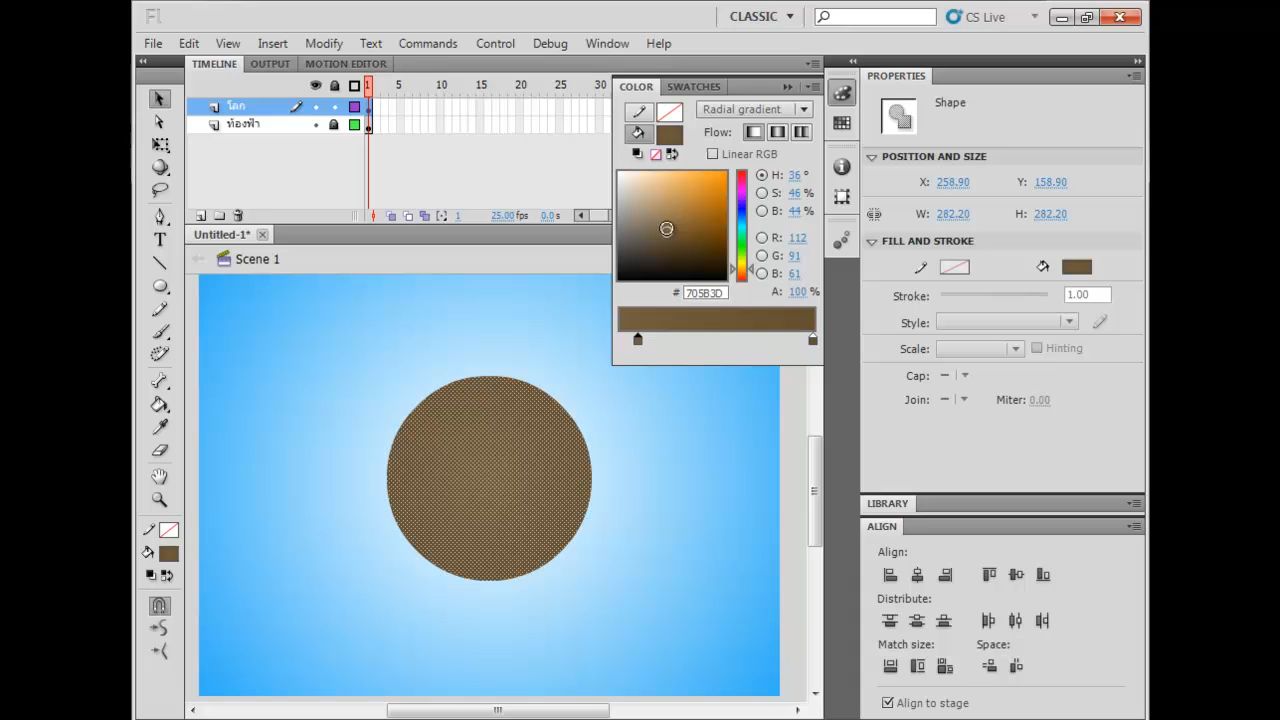 Fl
CLASSIC
CS Live
File Edit View Insert Modify Text Commands Control Debug Window Help
TIMELINE OUTPUT MOTION EDITOR
1 5 10 15 20 25 30
โลก
ท้องฟ้า
1 25.00 fps 0.0 s
Untitled-1*
Scene 1
COLOR SWATCHES
Radial gradient
Flow:
Linear RGB
H: 36 °
S: 46 %
B: 44 %
R: 112
G: 91
B: 61
# 705B3D A: 100 %
PROPERTIES
Shape
POSITION AND SIZE
X: 258.90 Y: 158.90
W: 282.20 H: 282.20
FILL AND STROKE
Stroke: 1.00
Style:
Scale: Hinting
Cap:
Join: Miter: 0.00
LIBRARY
ALIGN
Align:
Distribute:
Match size: Space:
Align to stage